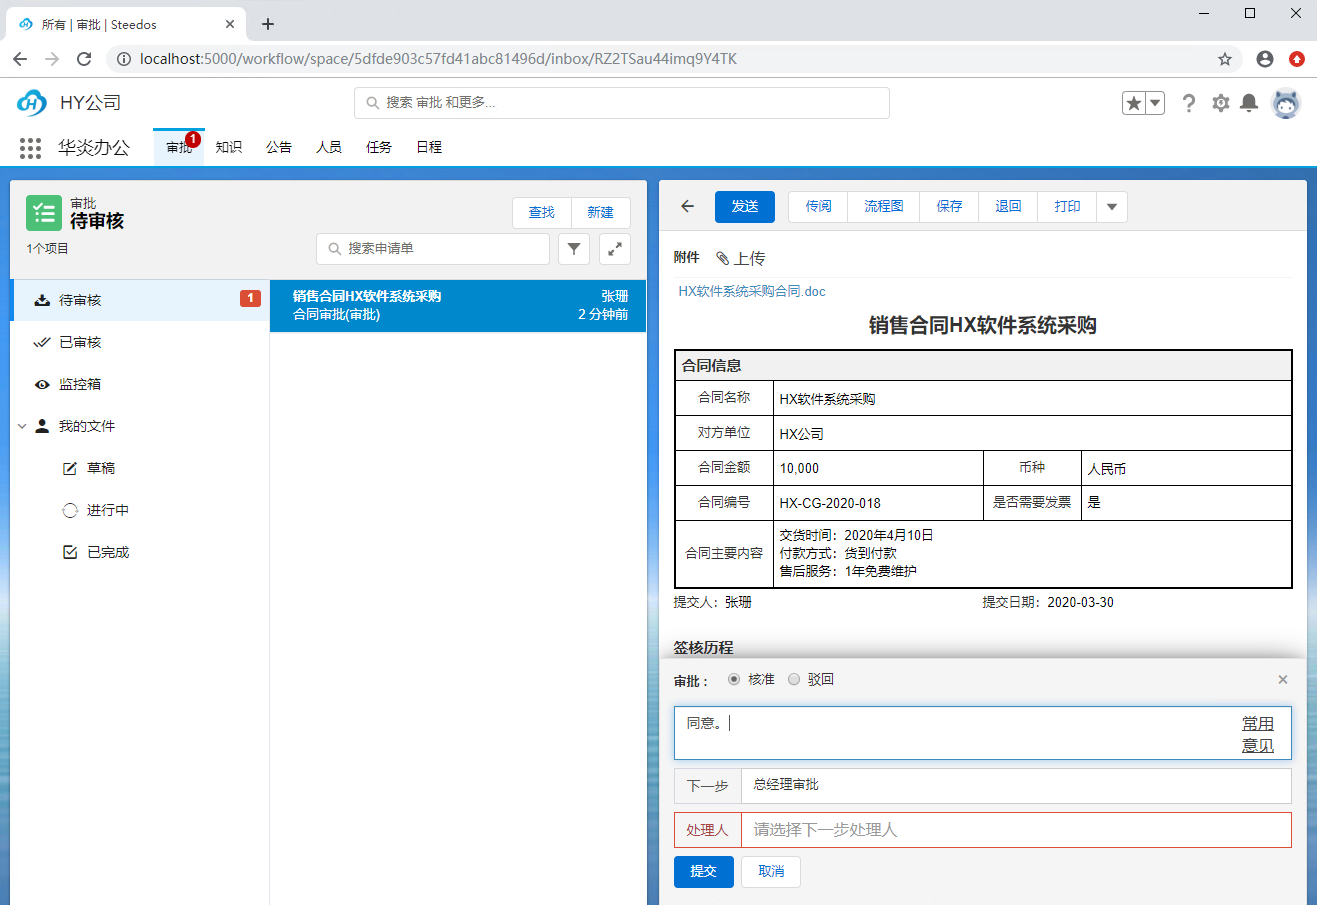 所有 | 审批 | Steedos
localhost:5000/workflow/space/5dfde903c57fd41abc81496d/inbox/RZ2TSau44imq9Y4TK
HY公司
搜索 审批 和更多...
华炎办公
审批
1
知识
公告
人员
任务
日程
审批
待审核
1个项目
查找
新建
搜索申请单
待审核
1
已审核
监控箱
我的文件
草稿
进行中
已完成
销售合同HX软件系统采购
张珊
合同审批(审批)
2 分钟前
发送
传阅
流程图
保存
退回
打印
附件
上传
HX软件系统采购合同.doc
销售合同HX软件系统采购
合同信息
合同名称
HX软件系统采购
对方单位
HX公司
合同金额
10,000
币种
人民币
合同编号
HX-CG-2020-018
是否需要发票
是
合同主要内容
交货时间：2020年4月10日
付款方式：货到付款
售后服务：1年免费维护
提交人：张珊
提交日期：2020-03-30
签核历程
审批：
核准
驳回
同意。
常用
意见
下一步
总经理审批
处理人
请选择下一步处理人
提交
取消